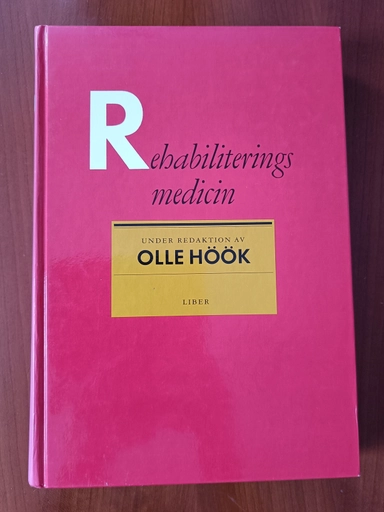 Rehabiliterings
medicin
UNDER REDAKTION AV
OLLE HÖÖK
LIBER